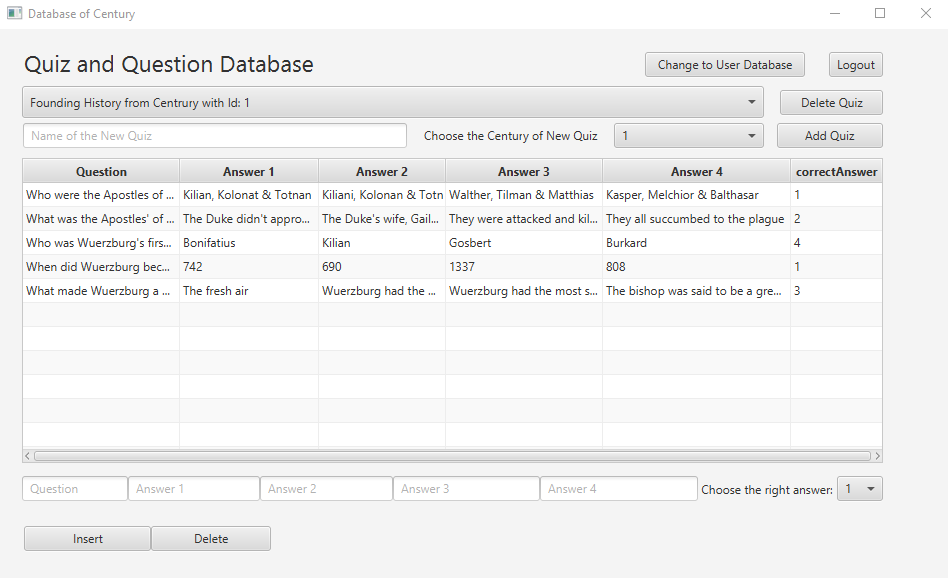 Database of Century
Quiz and Question Database
Change to User Database
Logout
Founding History from Centrury with Id: 1
Delete Quiz
Name of the New Quiz
Choose the Century of New Quiz
1
Add Quiz
Question Answer 1 Answer 2 Answer 3 Answer 4 correctAnswer
Who were the Apostles of ... Kilian, Kolonat & Totnan Kiliani, Kolonan & Totn Walther, Tilman & Matthias Kasper, Melchior & Balthasar 1
What was the Apostles' of ... The Duke didn't appro... The Duke's wife, Gail... They were attacked and kil... They all succumbed to the plague 2
Who was Wuerzburg's firs... Bonifatius Kilian Gosbert Burkard 4
When did Wuerzburg bec... 742 690 1337 808 1
What made Wuerzburg a ... The fresh air Wuerzburg had the ... Wuerzburg had the most s... The bishop was said to be a gre... 3
Question Answer 1 Answer 2 Answer 3 Answer 4 Choose the right answer: 1
Insert Delete